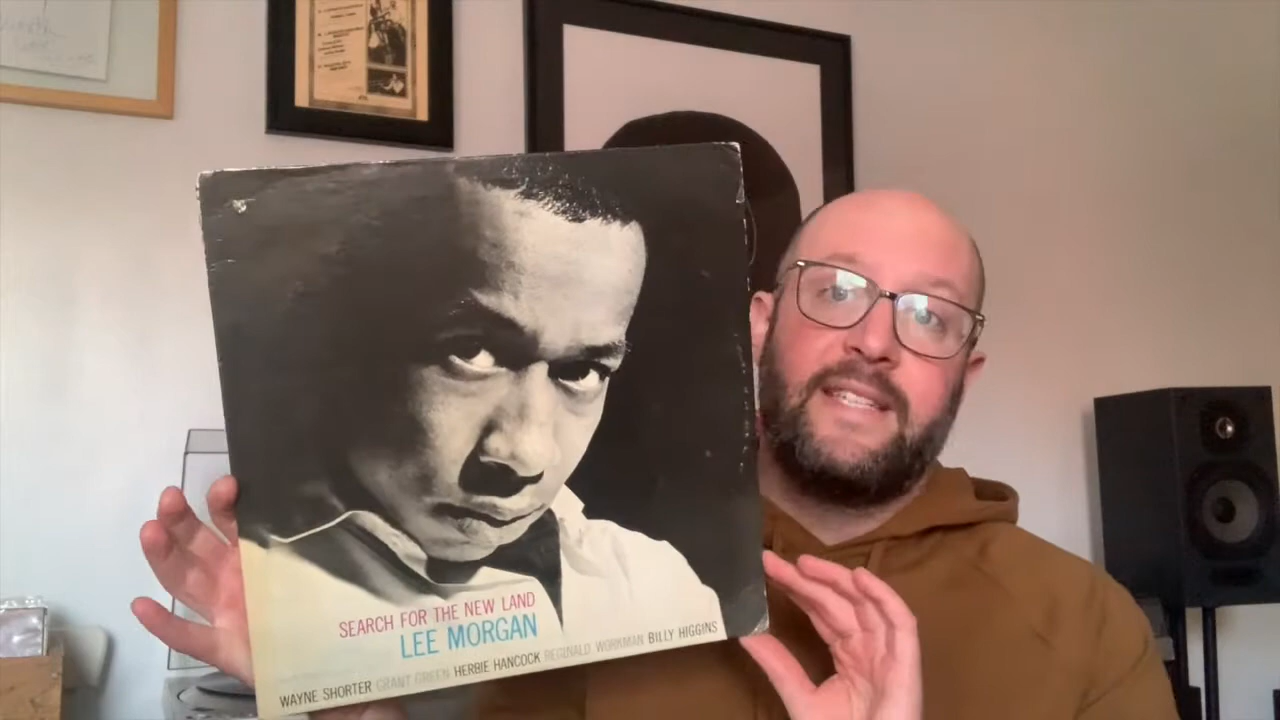 SEARCH FOR THE NEW LAND
LEE MORGAN
WAYNE SHORTER GRANT GREEN HERBIE HANCOCK REGINALD WORKMAN BILLY HIGGINS